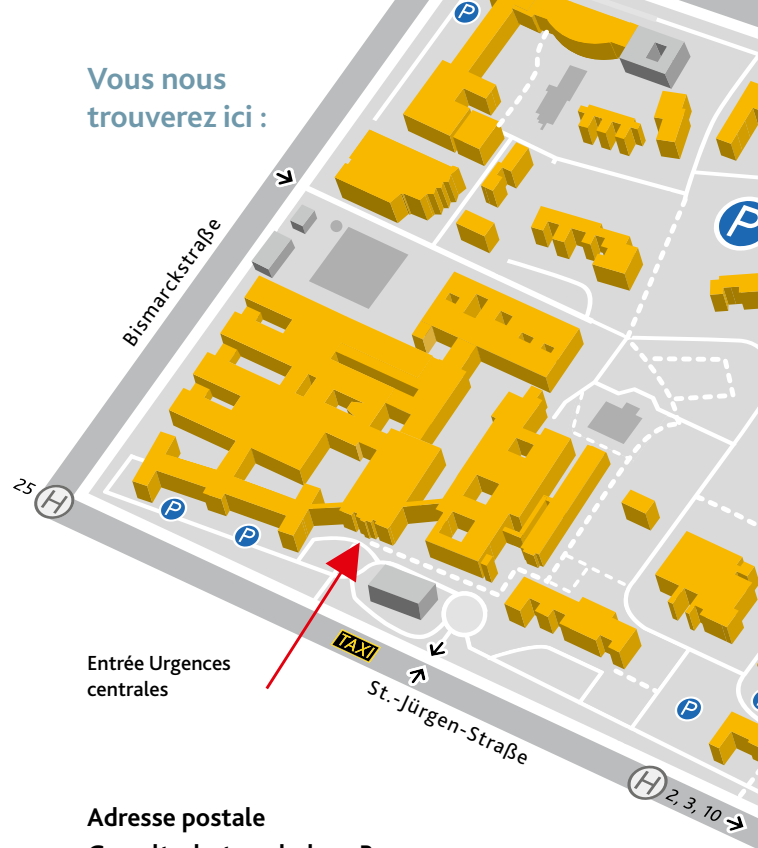 P
Vous nous
trouverez ici :
P
Bismarckstraße
25 H
P
P
TAXI
Entrée Urgences
centrales
St.-Jürgen-Straße
P
H 2, 3, 10
Adresse postale